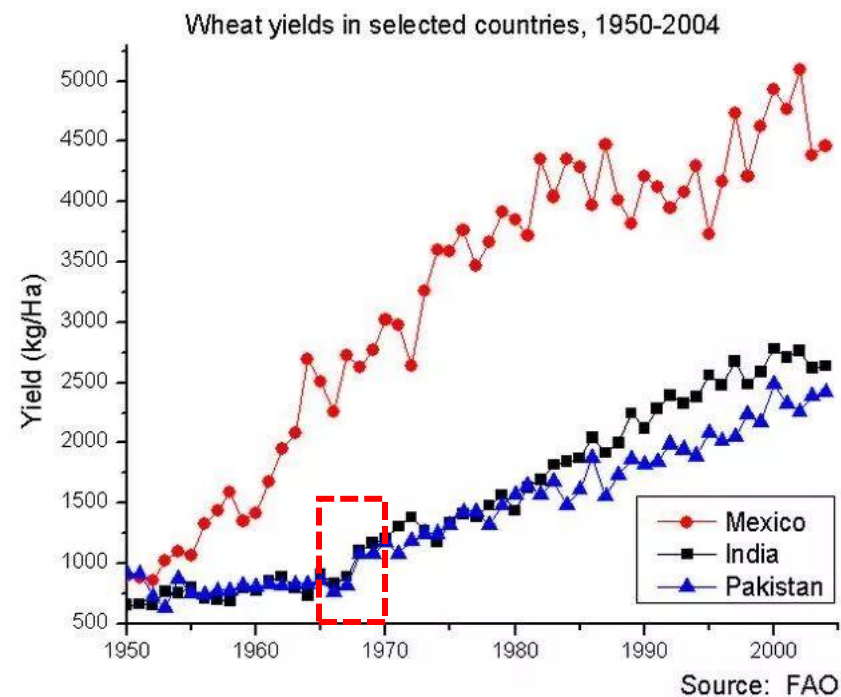 Wheat yields in selected countries, 1950-2004
Yield (kg/Ha)
5000
4500
4000
3500
3000
2500
2000
1500
1000
500
1950
1960
1970
1980
1990
2000
Mexico
India
Pakistan
Source: FAO